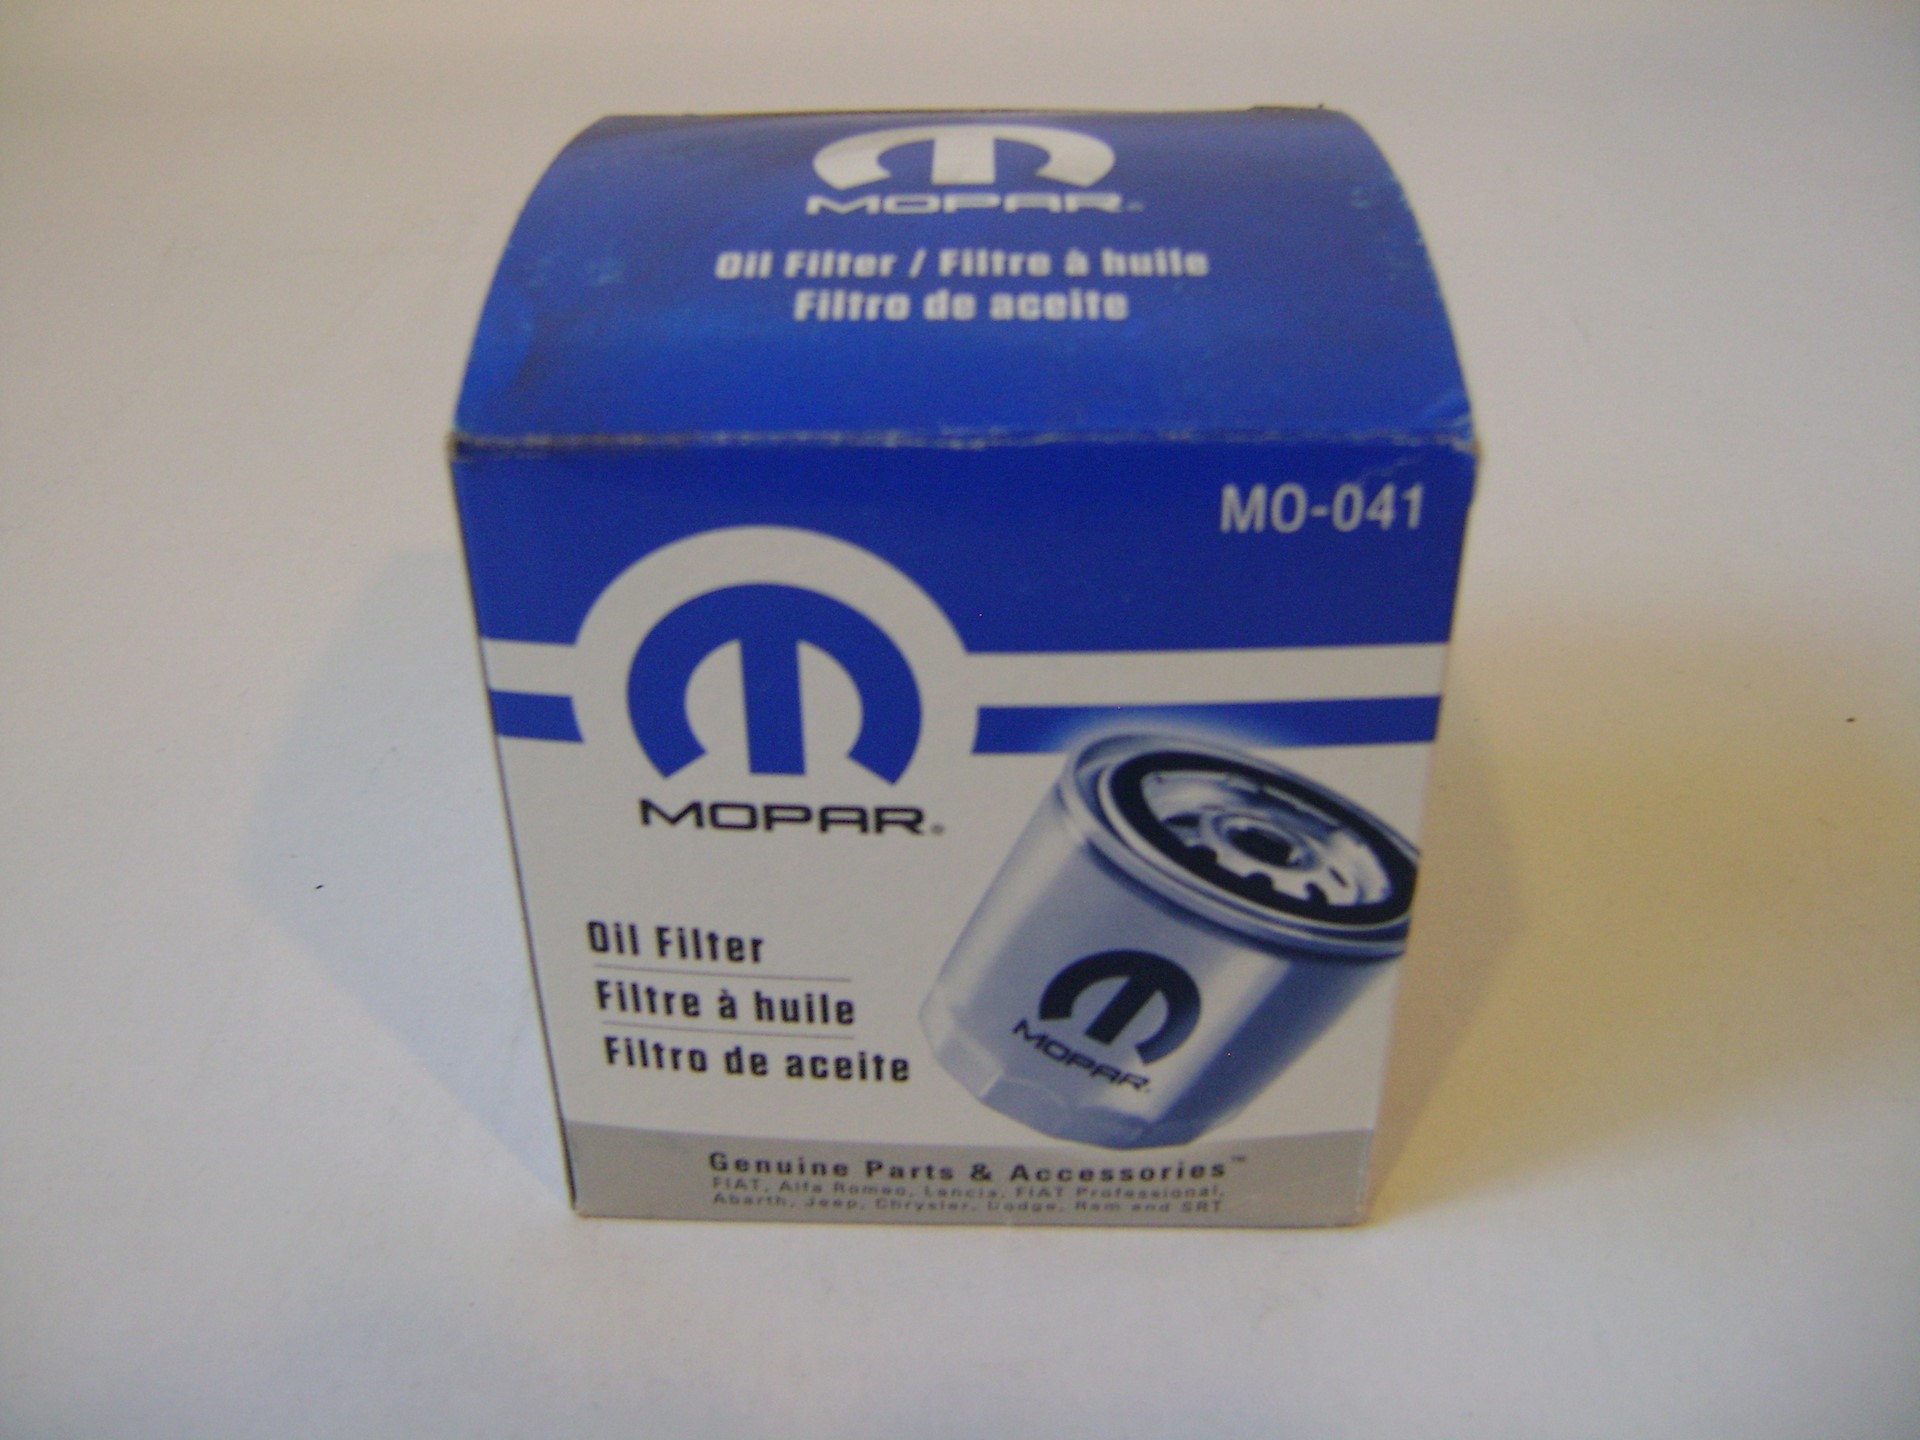 MOPAR
Oil Filter / Filtre à huile
Filtro de aceite
MO-041
MOPAR®
Oil Filter
Filtre à huile
Filtro de aceite
MOPAR
Genuine Parts & Accessories™
FIAT, Alfa Romeo, Lancia, FIAT Professional,
Abarth, Jeep, Chrysler, Dodge, Ram and SRT